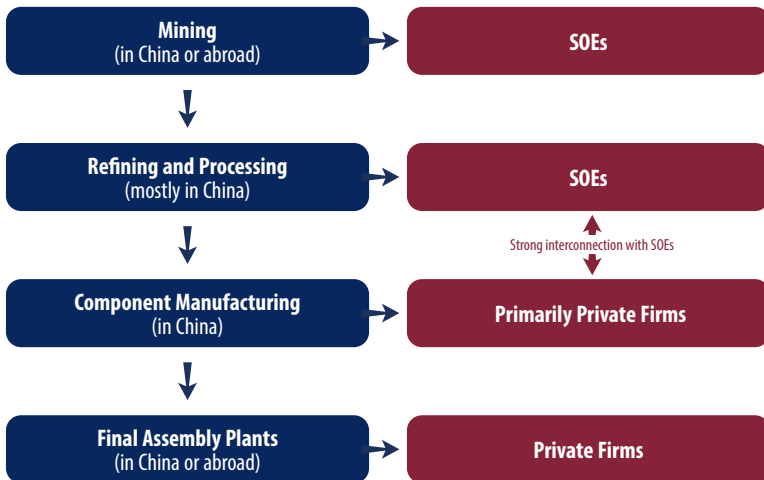 Mining
(in China or abroad)
SOEs
Refining and Processing
(mostly in China)
SOEs
Strong interconnection with SOEs
Component Manufacturing
(in China)
Primarily Private Firms
Final Assembly Plants
(in China or abroad)
Private Firms